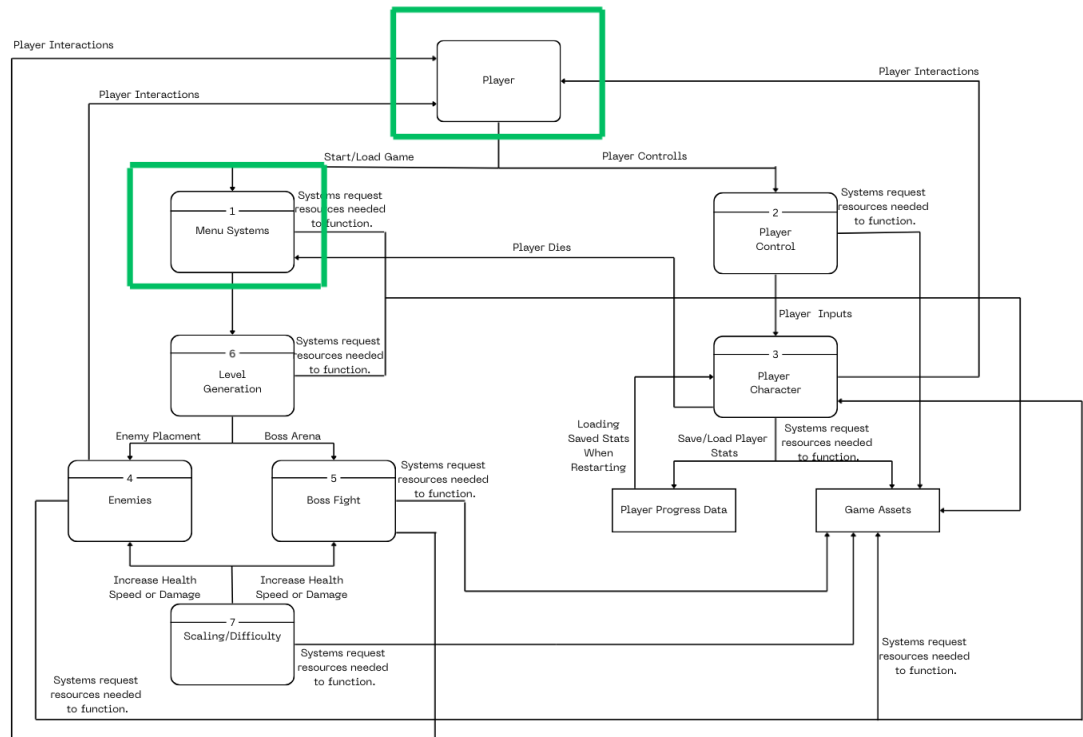 Player Interactions
Player
Player Interactions
Player Interactions
Start/Load Game
Player Controlls
1
Menu Systems
Systems request
resources needed
to function.
2
Player
Control
Systems request
resources needed
to function.
Player Dies
Player Inputs
6
Level
Generation
Systems request
resources needed
to function.
3
Player
Character
Enemy Placment
Boss Arena
Loading
Saved Stats
When
Restarting
Save/Load Player
Stats
Systems request
resources needed
to function.
4
Enemies
5
Boss Fight
Systems request
resources needed
to function.
Player Progress Data
Game Assets
Increase Health
Speed or Damage
Increase Health
Speed or Damage
7
Scaling/Difficulty
Systems request
resources needed
to function.
Systems request
resources needed
to function.
Systems request
resources needed
to function.